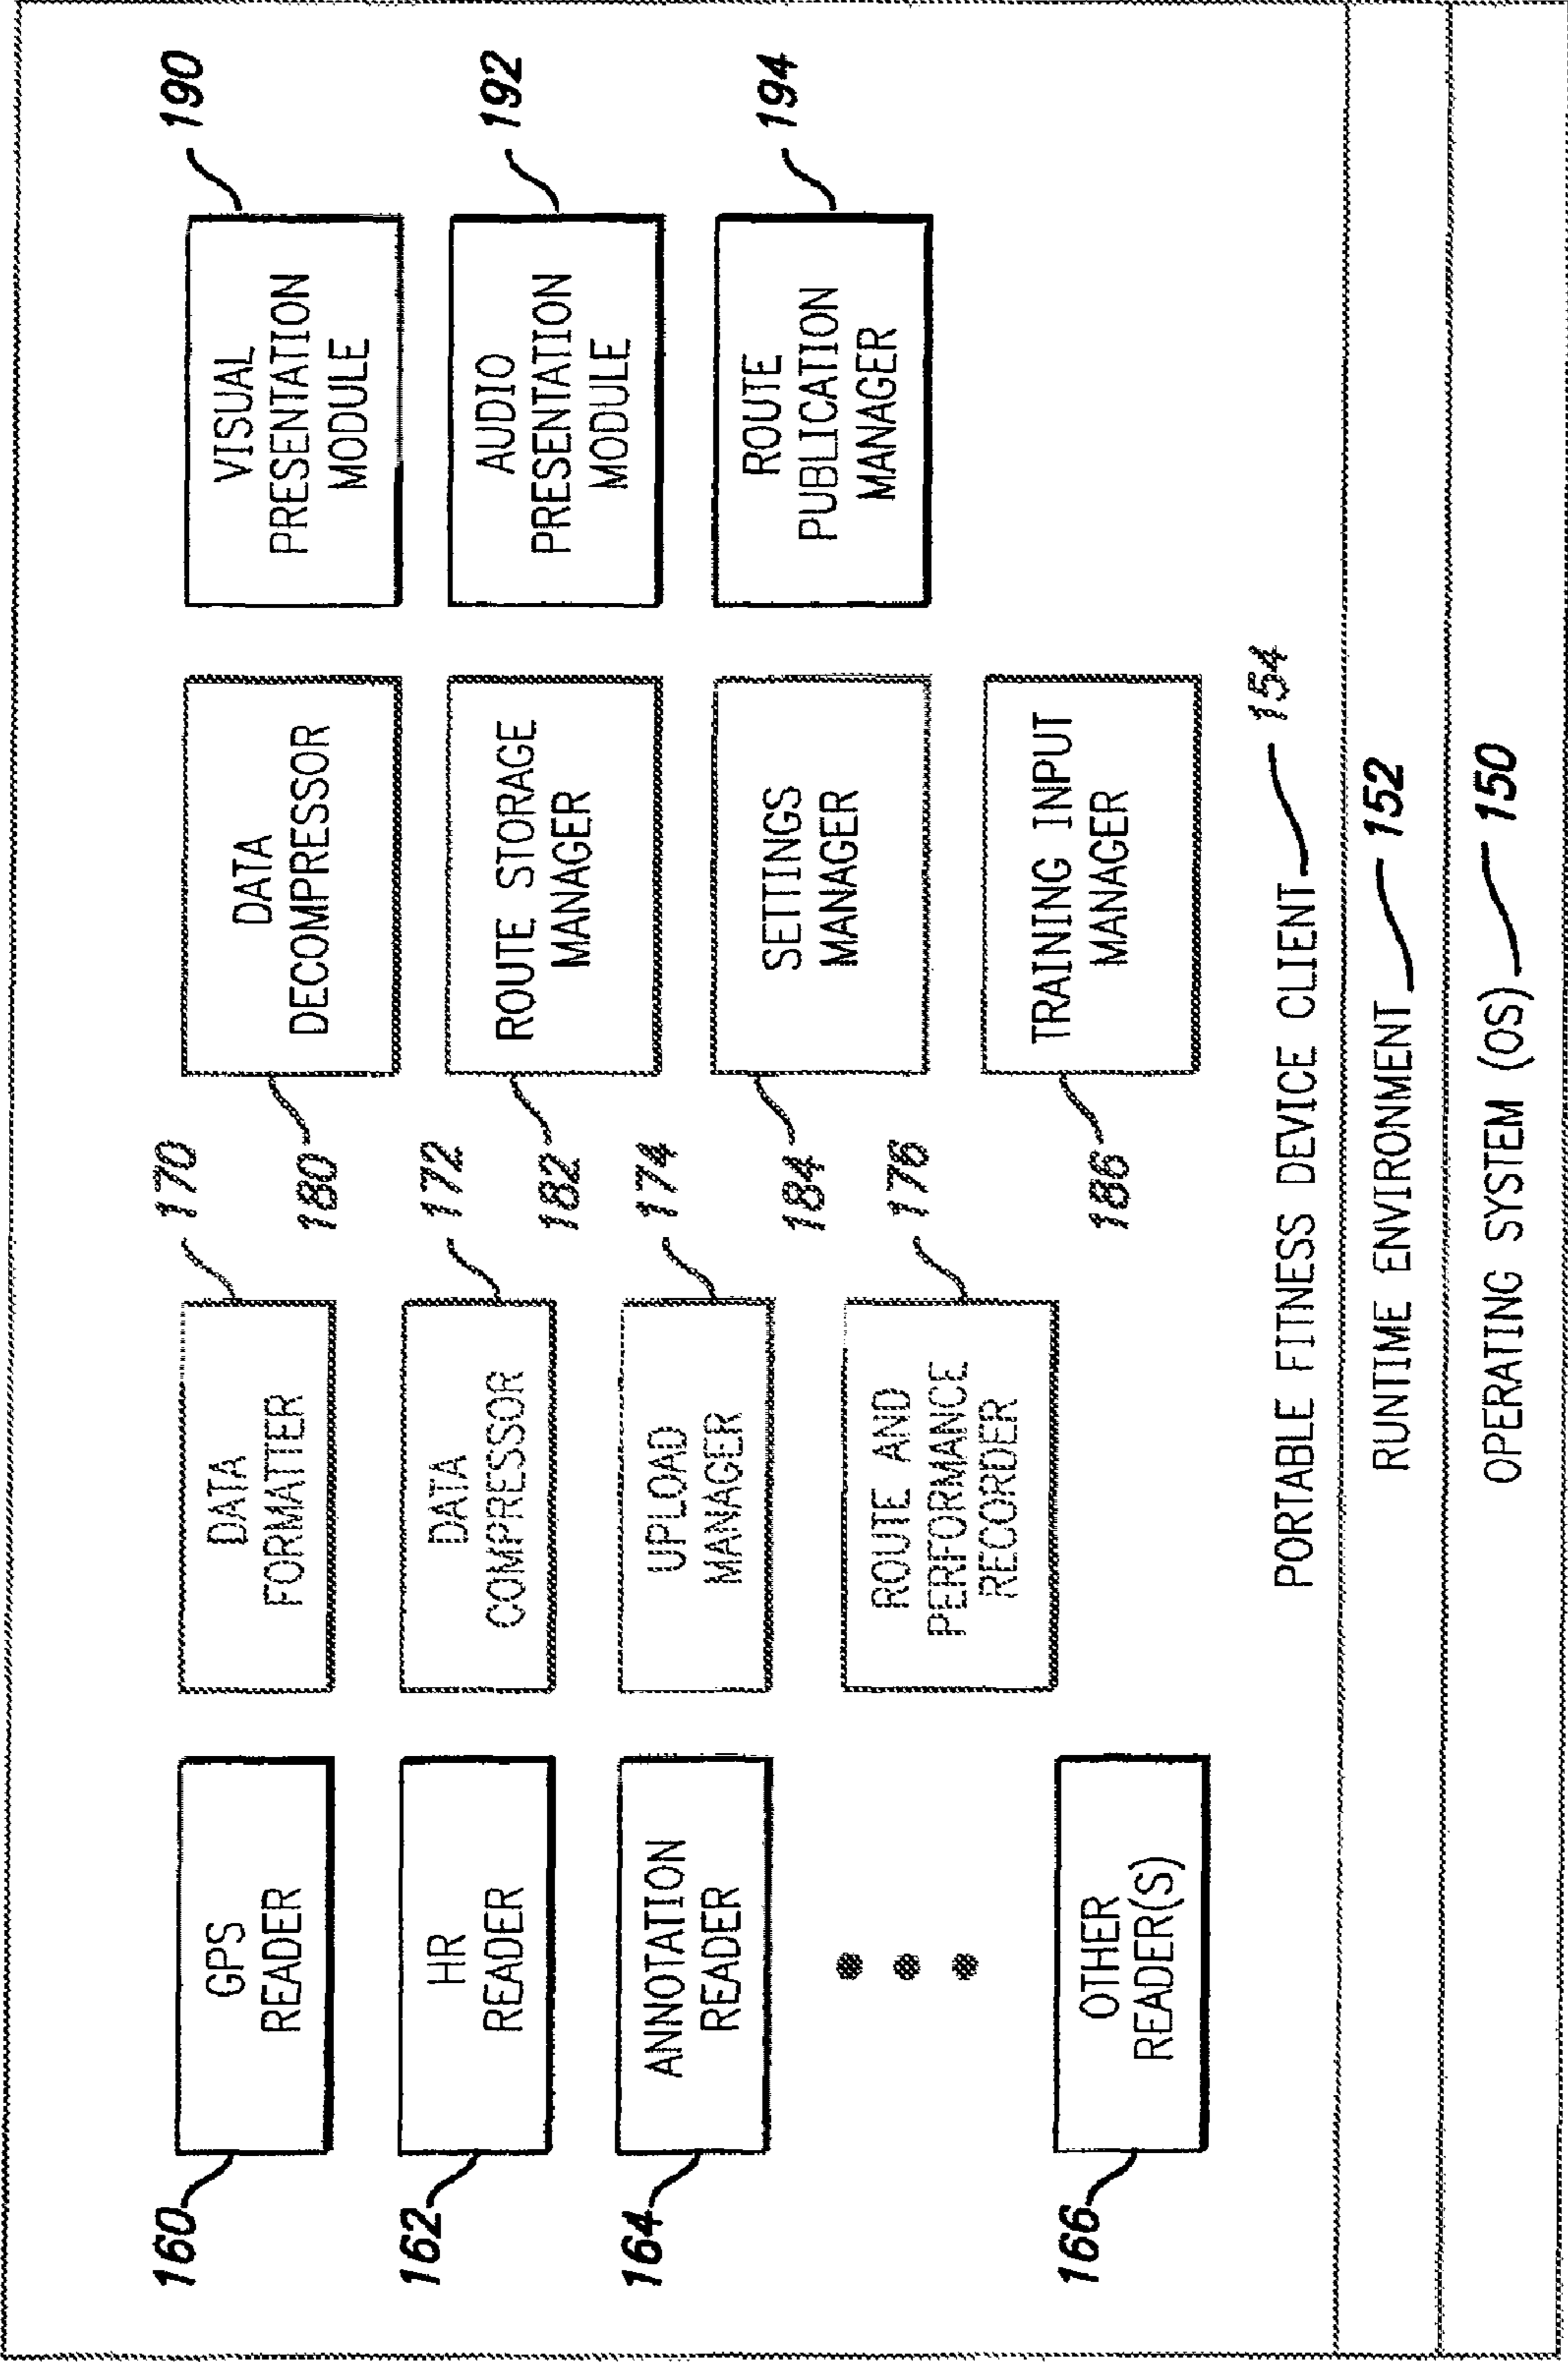 160
GPS
READER
162
HR
READER
164
ANNOTATION
READER
166
OTHER
READER(S)
170
DATA
FORMATTER
172
DATA
COMPRESSOR
174
UPLOAD
MANAGER
176
ROUTE AND
PERFORMANCE
RECORDER
180
DATA
DECOMPRESSOR
182
ROUTE STORAGE
MANAGER
184
SETTINGS
MANAGER
186
TRAINING INPUT
MANAGER
190
VISUAL
PRESENTATION
MODULE
192
AUDIO
PRESENTATION
MODULE
194
ROUTE
PUBLICATION
MANAGER
PORTABLE FITNESS DEVICE CLIENT 154
RUNTIME ENVIRONMENT 152
OPERATING SYSTEM (OS) 150